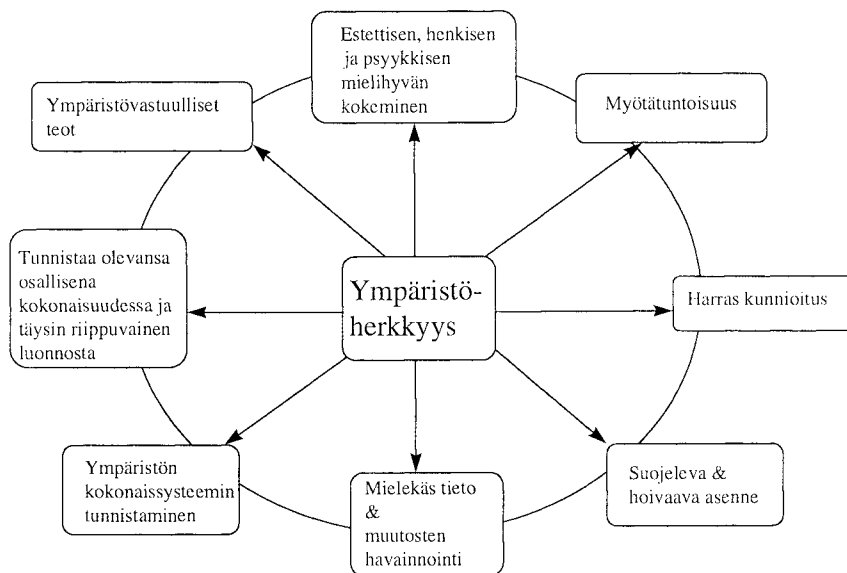 Estettisen, henkisen
ja psyykkisen
mielihyvän
kokeminen
Ympäristövastuulliset
teot
Myötätuntoisuus
Tunnistaa olevansa
osallisena
kokonaisuudessa ja
täysin riippuvainen
luonnosta
Ympäristö-
herkkyys
Harras kunnioitus
Ympäristön
kokonaissysteemin
tunnistaminen
Mielekäs tieto
&
muutosten
havainnointi
Suojeleva &
hoivaava asenne